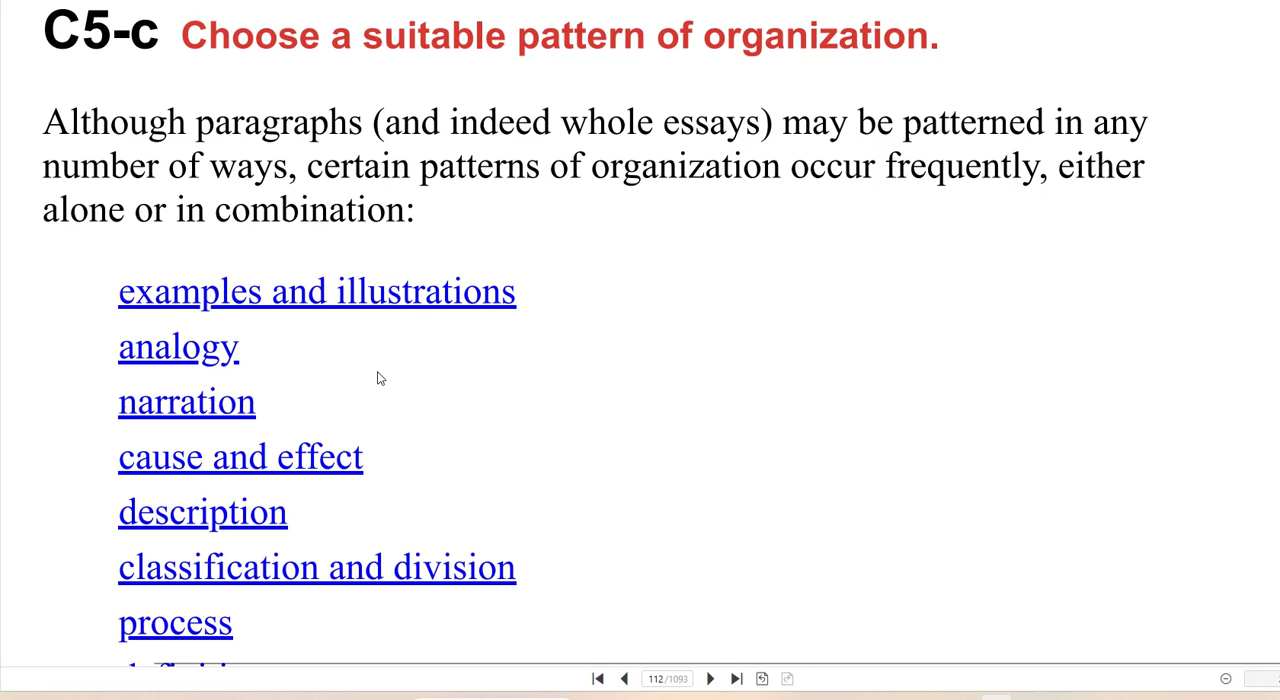 C5-c Choose a suitable pattern of organization.
Although paragraphs (and indeed whole essays) may be patterned in any
number of ways, certain patterns of organization occur frequently, either
alone or in combination:
examples and illustrations
analogy
narration
cause and effect
description
classification and division
process
112/1093